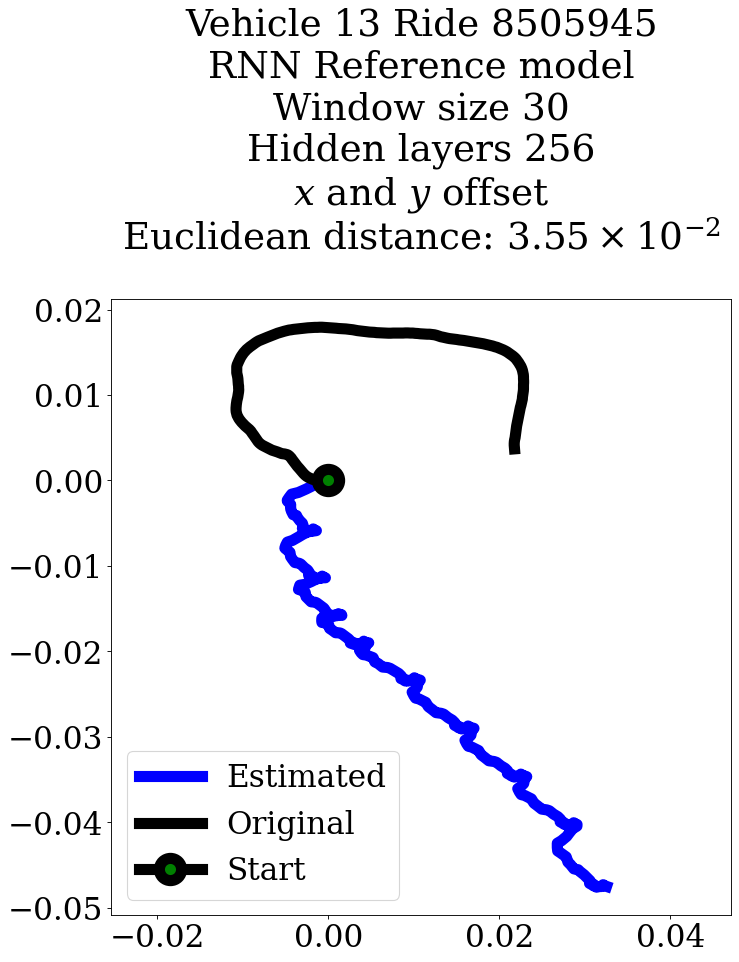 Vehicle 13 Ride 8505945
RNN Reference model
Window size 30
Hidden layers 256
x and y offset
Euclidean distance: 3.55 × 10⁻²
0.02
0.01
0.00
−0.01
−0.02
−0.03
−0.04
−0.05
Estimated
Original
Start
−0.02
0.00
0.02
0.04